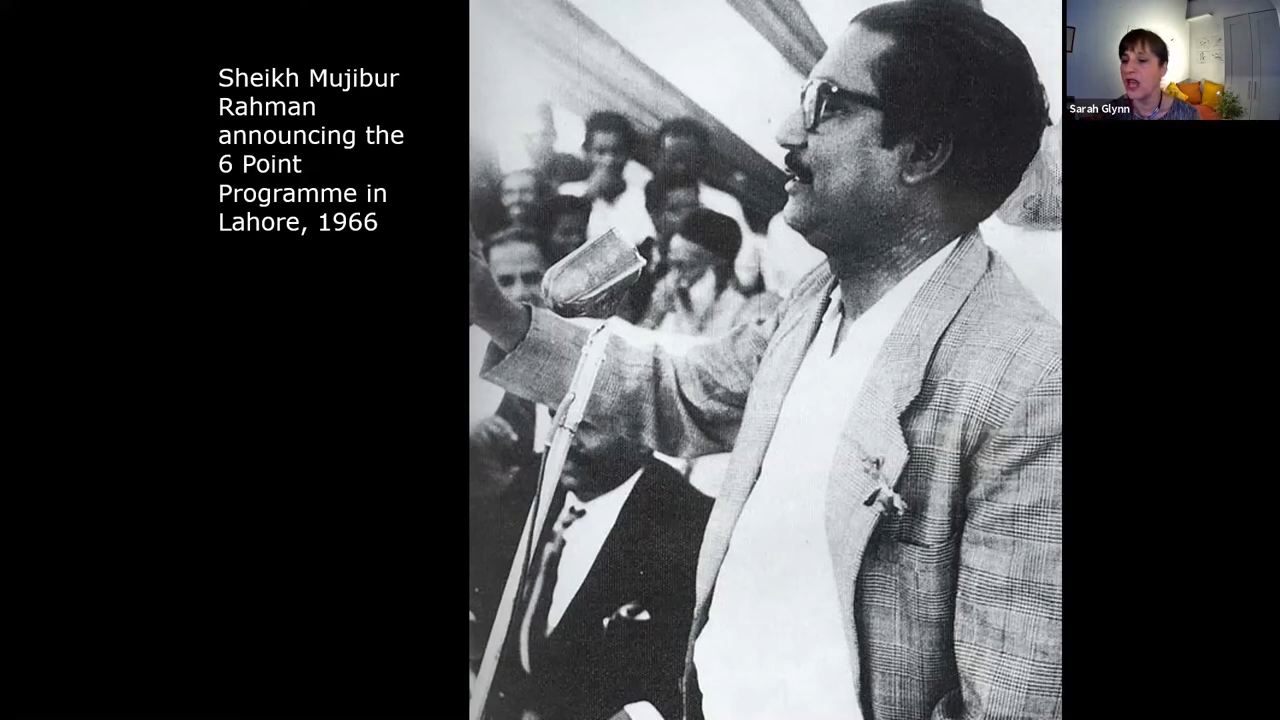 Sheikh Mujibur
Rahman
announcing the
6 Point
Programme in
Lahore, 1966
Sarah Glynn